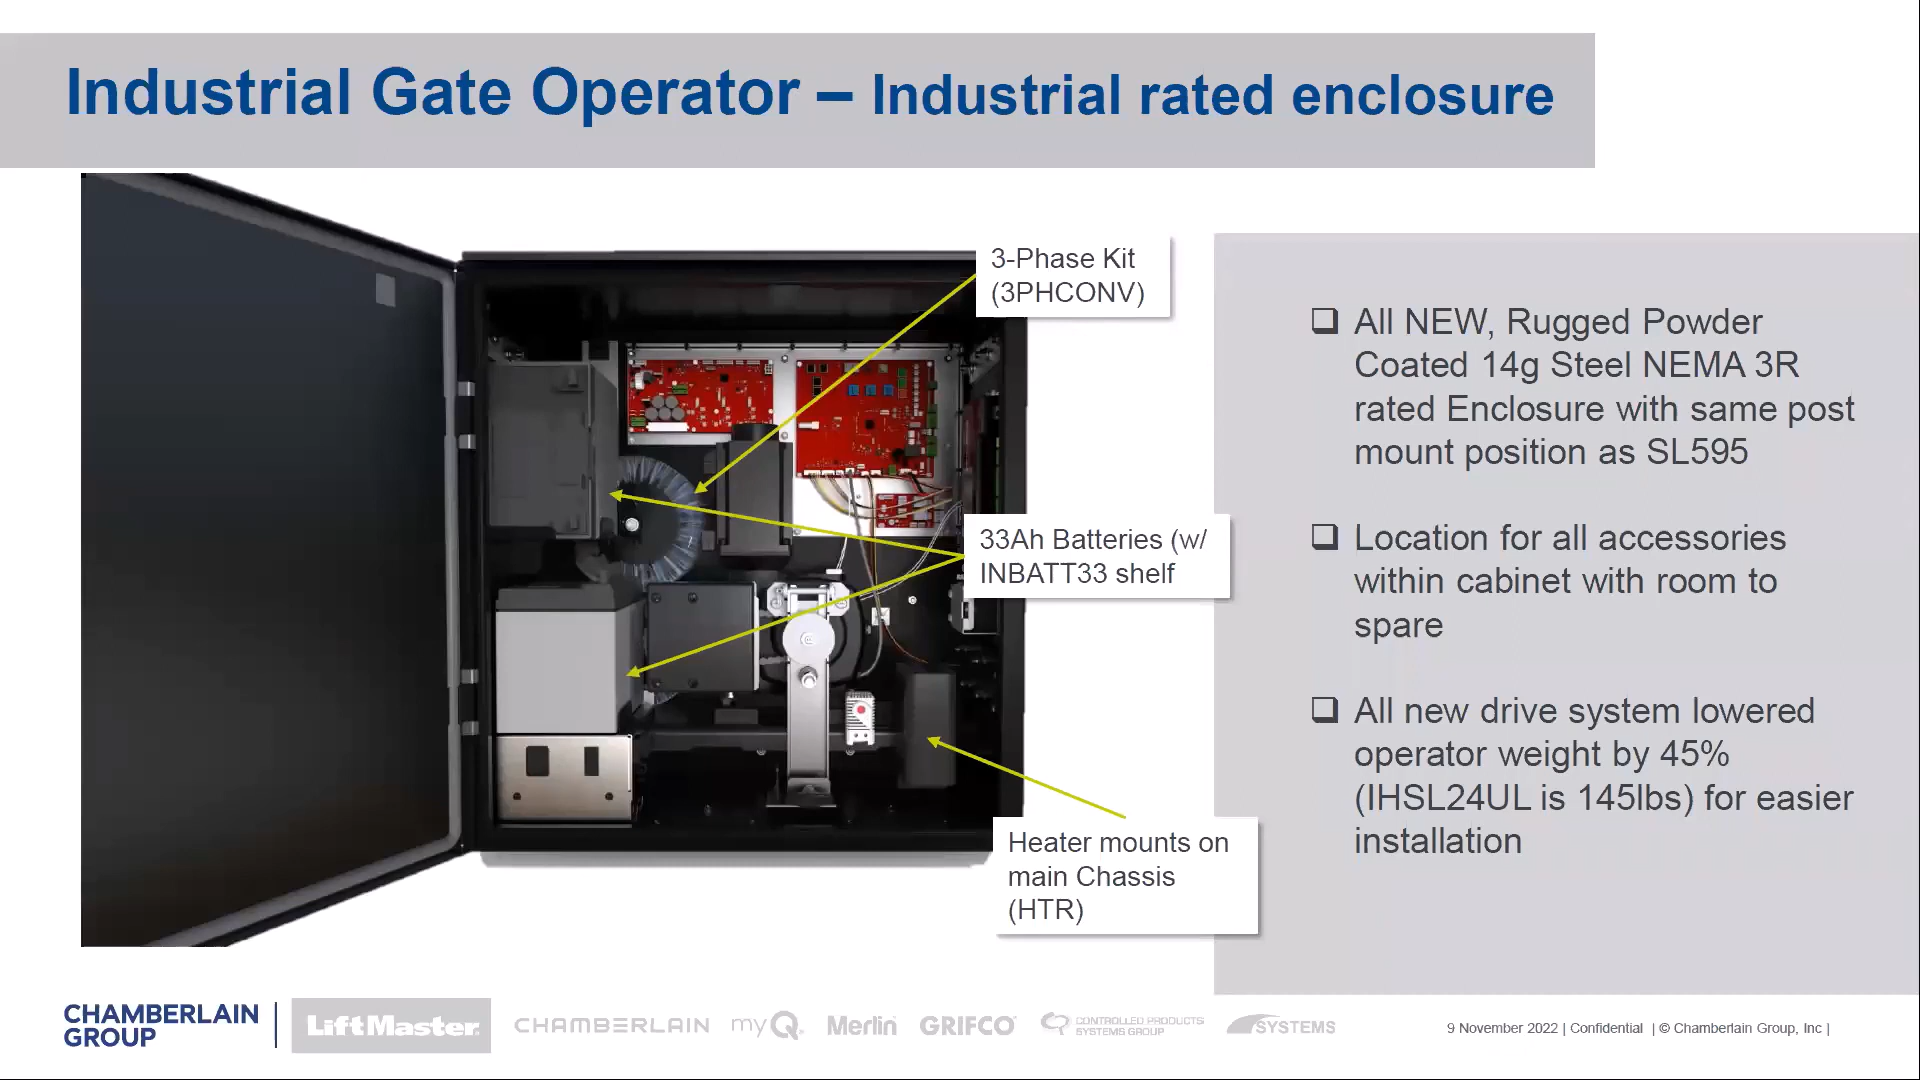 Industrial Gate Operator – Industrial rated enclosure
3-Phase Kit
(3PHCONV)
33Ah Batteries (w/
INBATT33 shelf
Heater mounts on
main Chassis
(HTR)
All NEW, Rugged Powder
Coated 14g Steel NEMA 3R
rated Enclosure with same post
mount position as SL595
Location for all accessories
within cabinet with room to
spare
All new drive system lowered
operator weight by 45%
(IHSL24UL is 145lbs) for easier
installation
CHAMBERLAIN
GROUP
LiftMaster
CHAMBERLAIN
myQ
Merlin
GRIFCO
CONTROLLED PRODUCTS
SYSTEMS GROUP
SYSTEMS
9 November 2022 | Confidential | © Chamberlain Group, Inc |